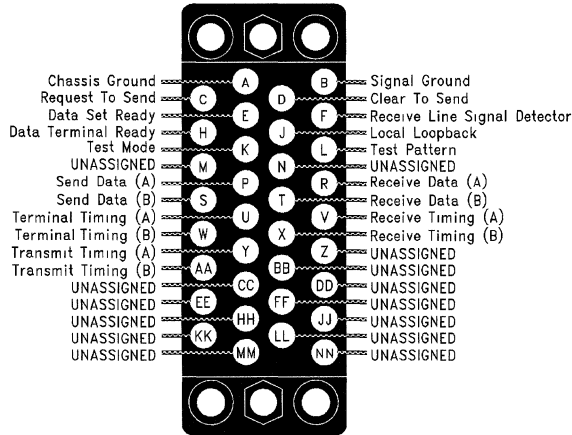 Chassis Ground A B Signal Ground
Request To Send C D Clear To Send
Data Set Ready E F Receive Line Signal Detector
Data Terminal Ready H J Local Loopback
Test Mode K L Test Pattern
UNASSIGNED M N UNASSIGNED
Send Data (A) P R Receive Data (A)
Send Data (B) S T Receive Data (B)
Terminal Timing (A) U V Receive Timing (A)
Terminal Timing (B) W X Receive Timing (B)
Transmit Timing (A) Y Z UNASSIGNED
Transmit Timing (B) AA BB UNASSIGNED
UNASSIGNED CC DD UNASSIGNED
UNASSIGNED EE FF UNASSIGNED
UNASSIGNED HH JJ UNASSIGNED
UNASSIGNED KK LL UNASSIGNED
UNASSIGNED MM NN UNASSIGNED